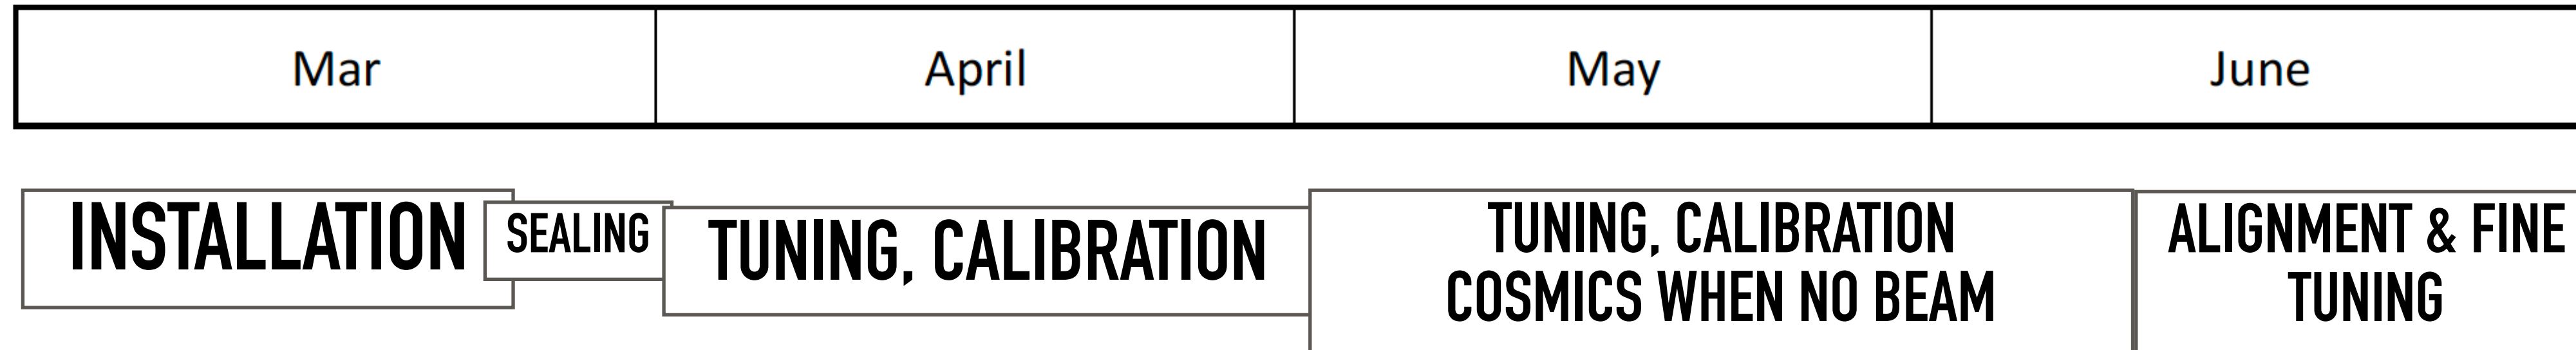 Mar
April
May
June
INSTALLATION
SEALING
TUNING, CALIBRATION
TUNING, CALIBRATION
COSMICS WHEN NO BEAM
ALIGNMENT & FINE
TUNING